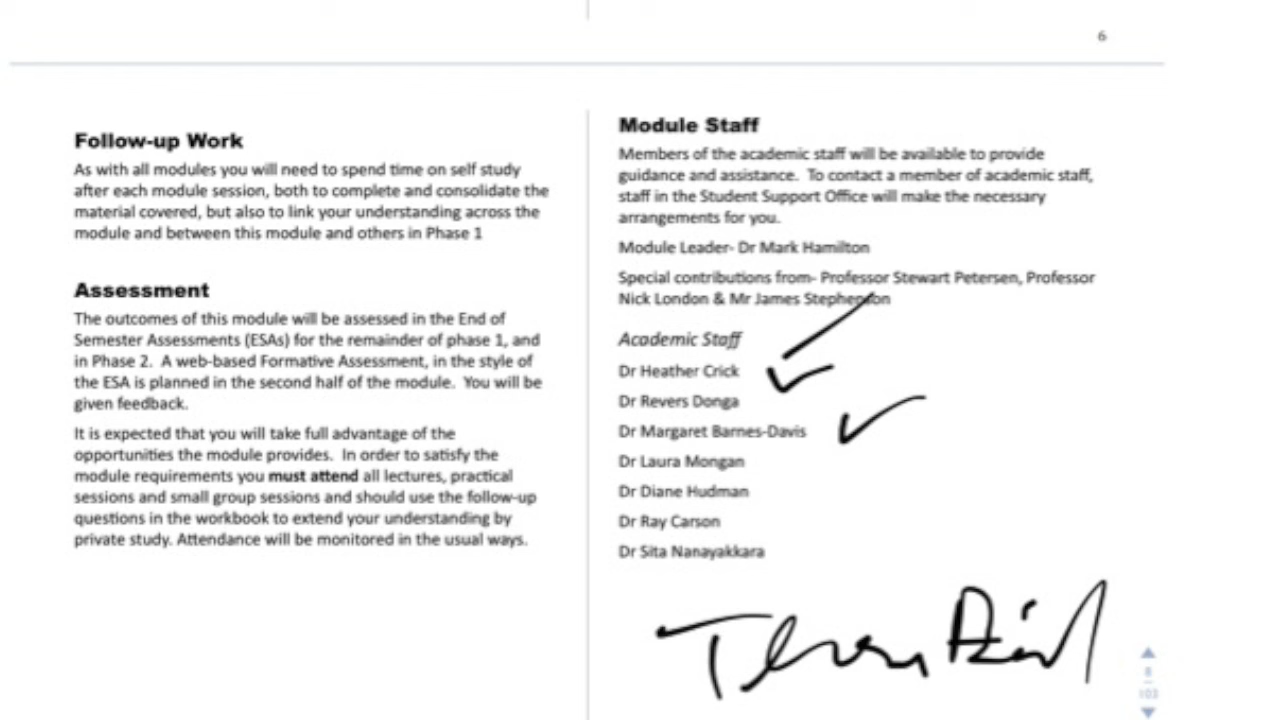 6
Follow-up Work
As with all modules you will need to spend time on self study
after each module session, both to complete and consolidate the
material covered, but also to link your understanding across the
module and between this module and others in Phase 1
Assessment
The outcomes of this module will be assessed in the End of
Semester Assessments (ESAs) for the remainder of phase 1, and
in Phase 2. A web-based Formative Assessment, in the style of
the ESA is planned in the second half of the module. You will be
given feedback.
It is expected that you will take full advantage of the
opportunities the module provides. In order to satisfy the
module requirements you must attend all lectures, practical
sessions and small group sessions and should use the follow-up
questions in the workbook to extend your understanding by
private study. Attendance will be monitored in the usual ways.
Module Staff
Members of the academic staff will be available to provide
guidance and assistance. To contact a member of academic staff,
staff in the Student Support Office will make the necessary
arrangements for you.
Module Leader- Dr Mark Hamilton
Special contributions from- Professor Stewart Petersen, Professor
Nick London & Mr James Stephenson
Academic Staff
Dr Heather Crick
Dr Revers Donga
Dr Margaret Barnes-Davis
Dr Laura Mongan
Dr Diane Hudman
Dr Ray Carson
Dr Sita Nanayakkara
8
103